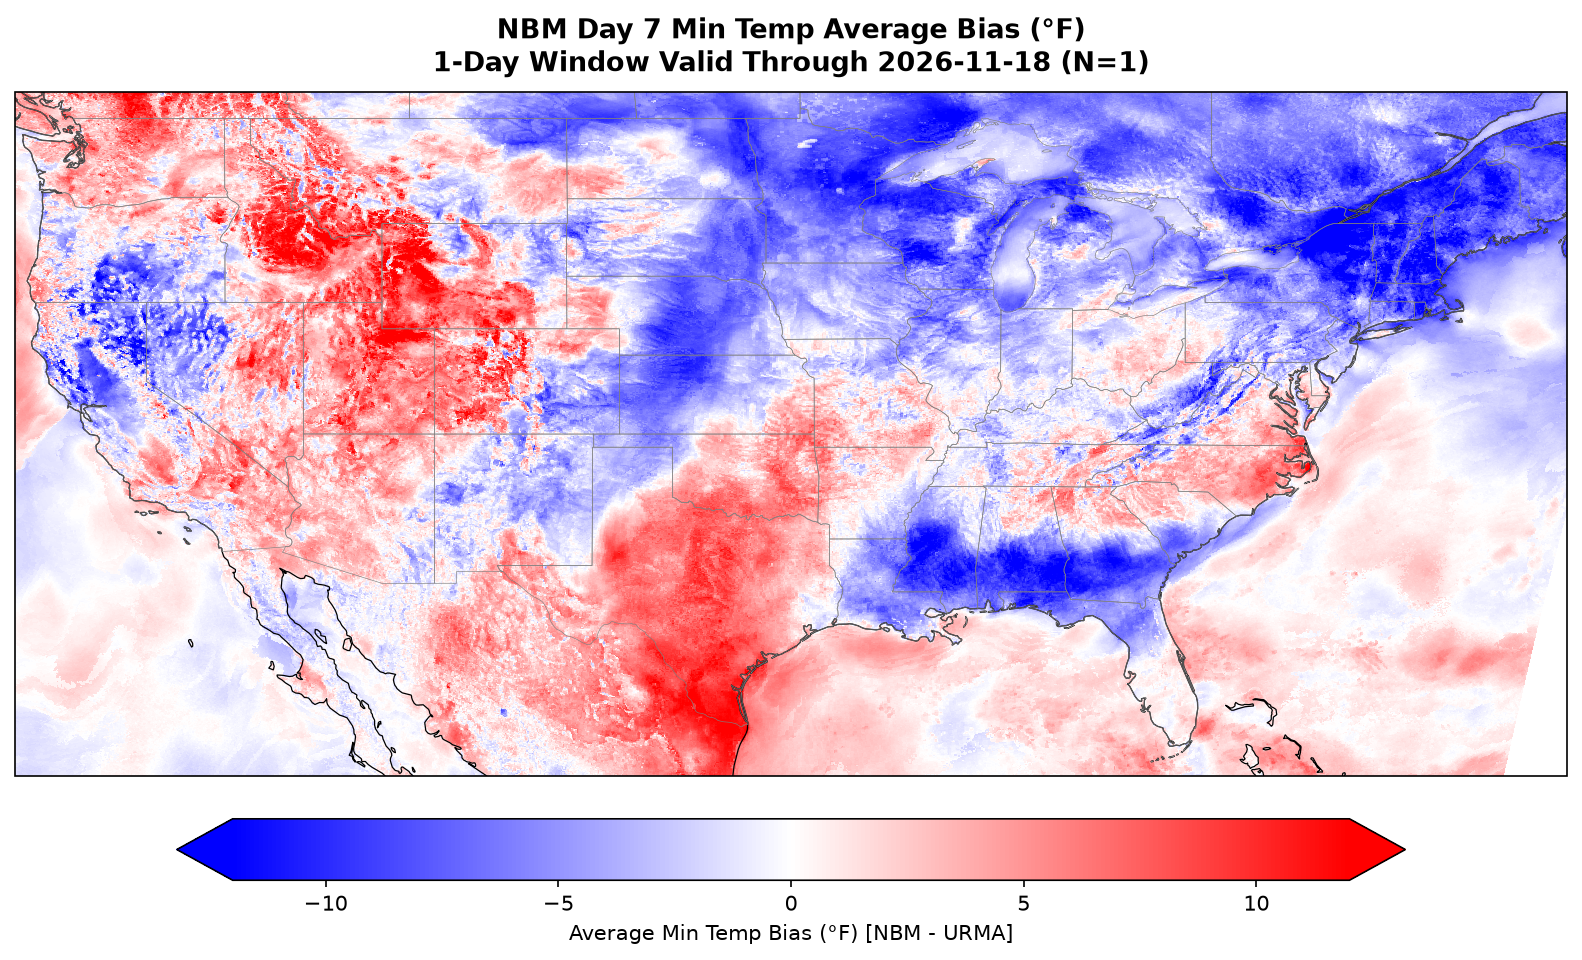 NBM Day 7 Min Temp Average Bias (°F)
1-Day Window Valid Through 2026-11-18 (N=1)
−10 −5 0 5 10
Average Min Temp Bias (°F) [NBM - URMA]